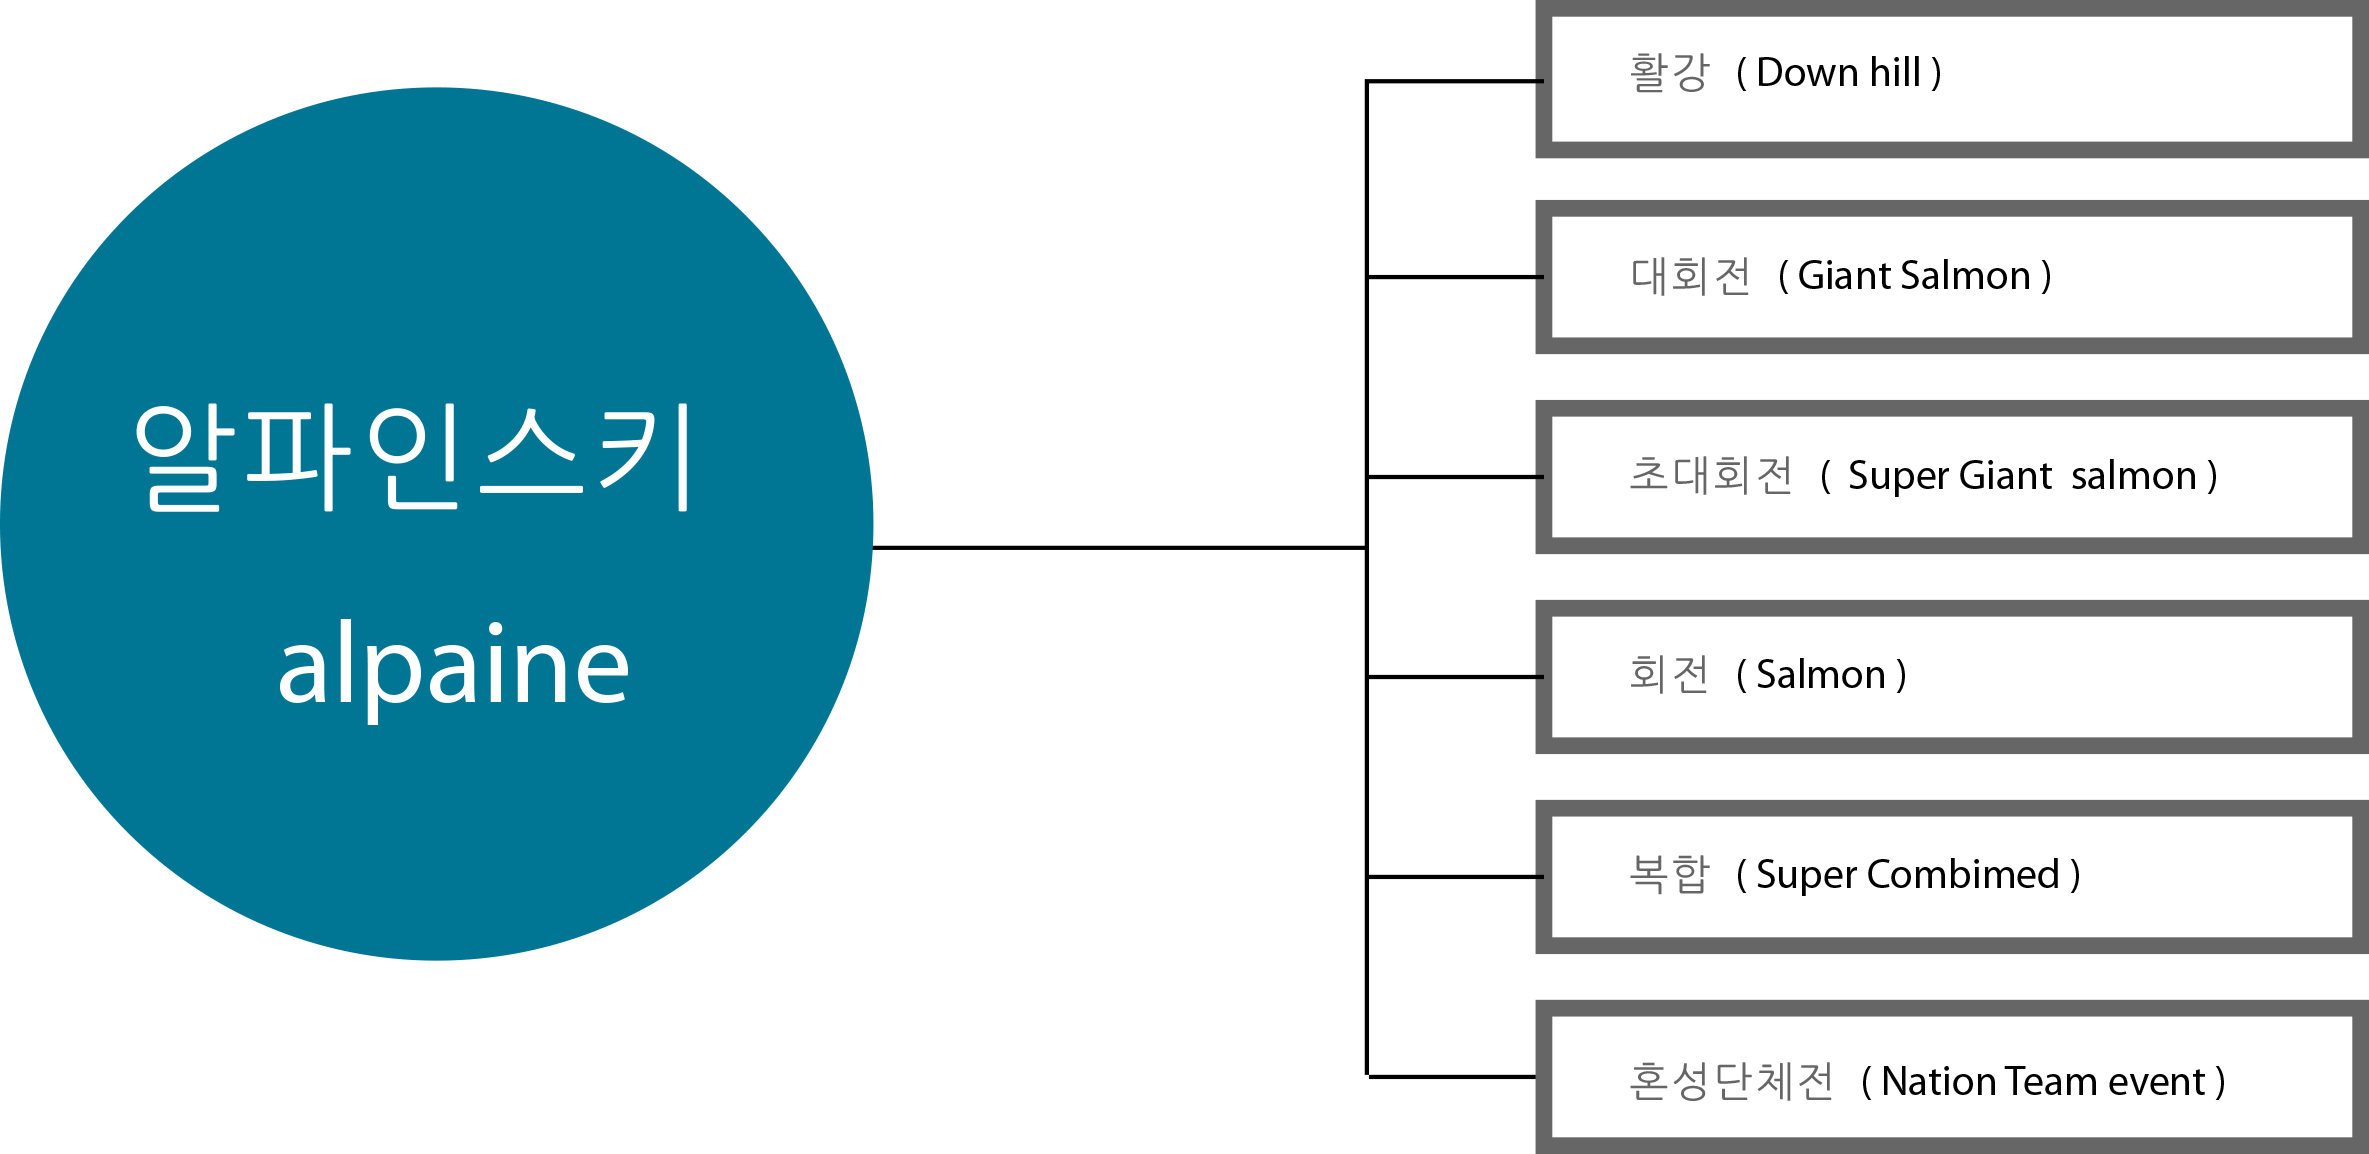 알파인스키
alpaine
활강 ( Down hill )
대회전 ( Giant Salmon )
초대회전 ( Super Giant salmon )
회전 ( Salmon )
복합 ( Super Combimed )
혼성단체전 ( Nation Team event )